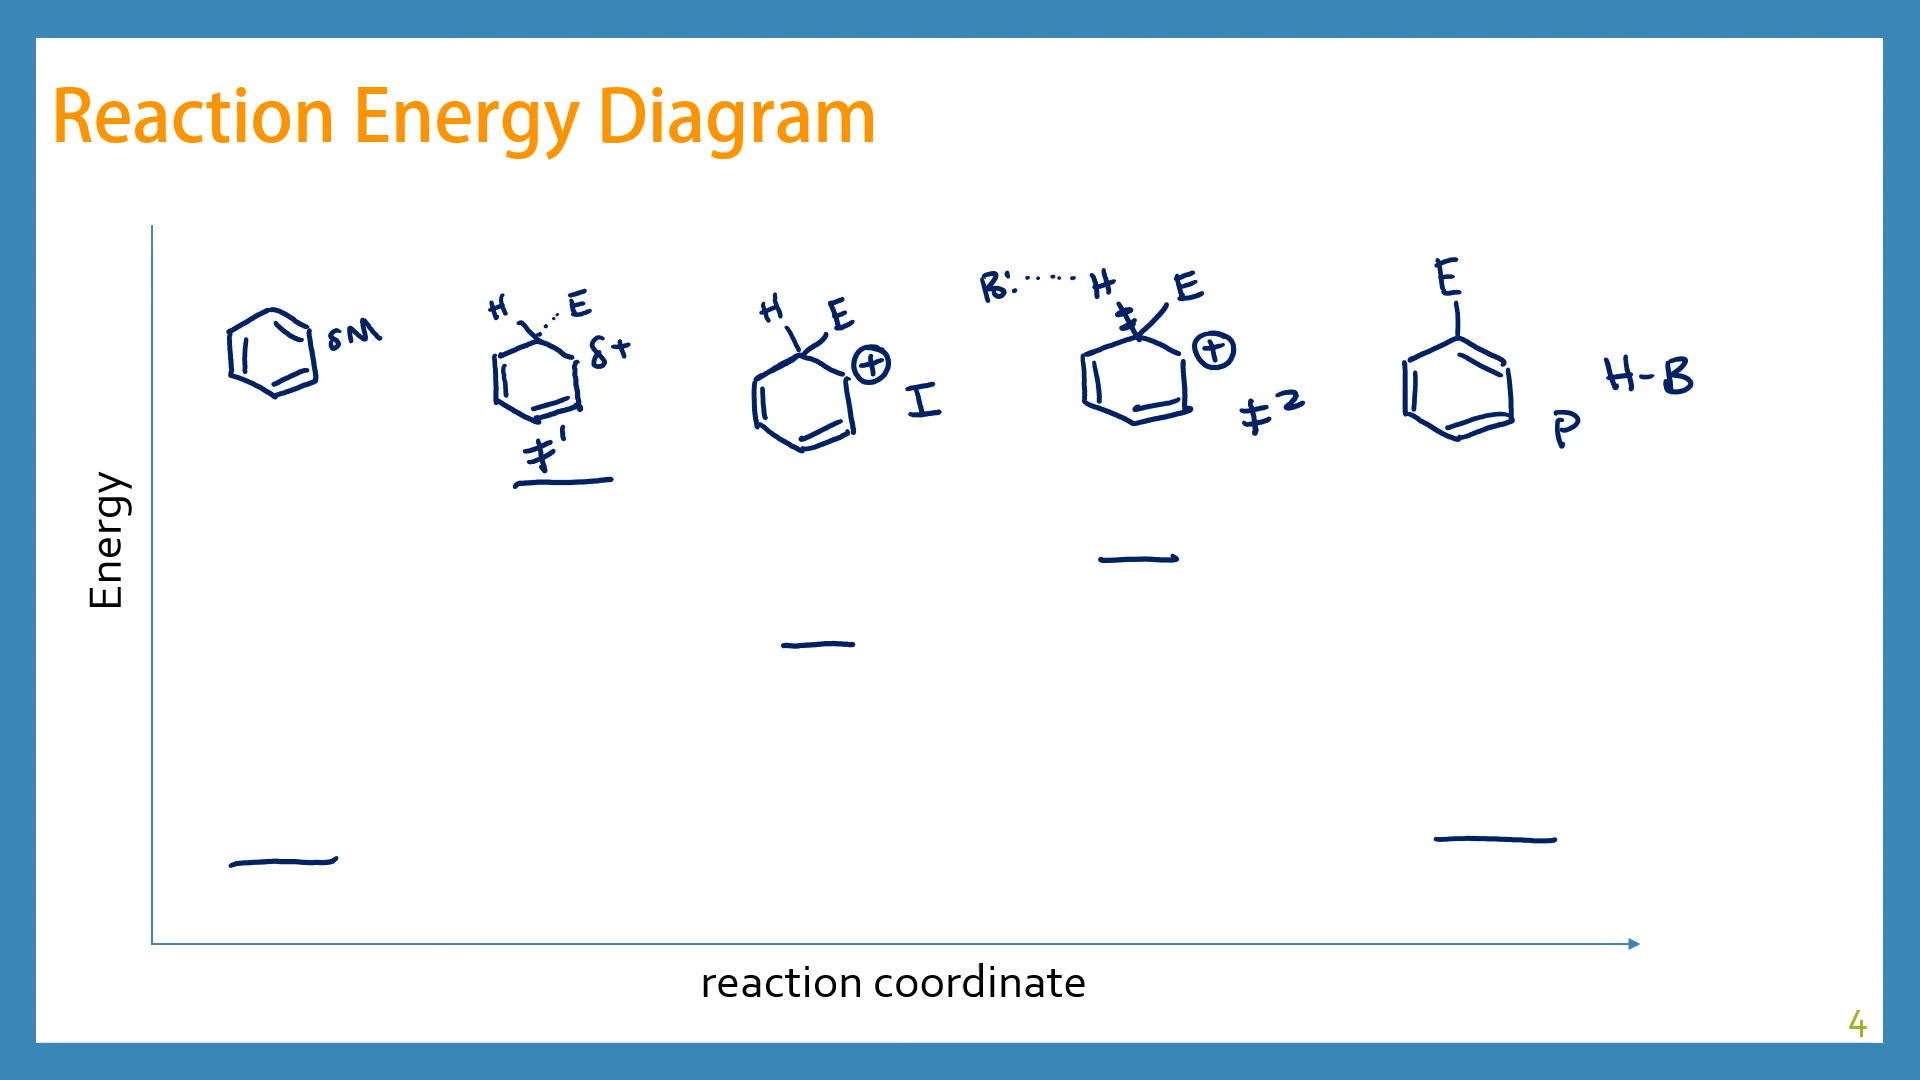 Reaction Energy Diagram
SM
H E
δ+
‡1
H E
⊕
I
B: H E
⊕
‡2
E
H-B
P
Energy
reaction coordinate
4